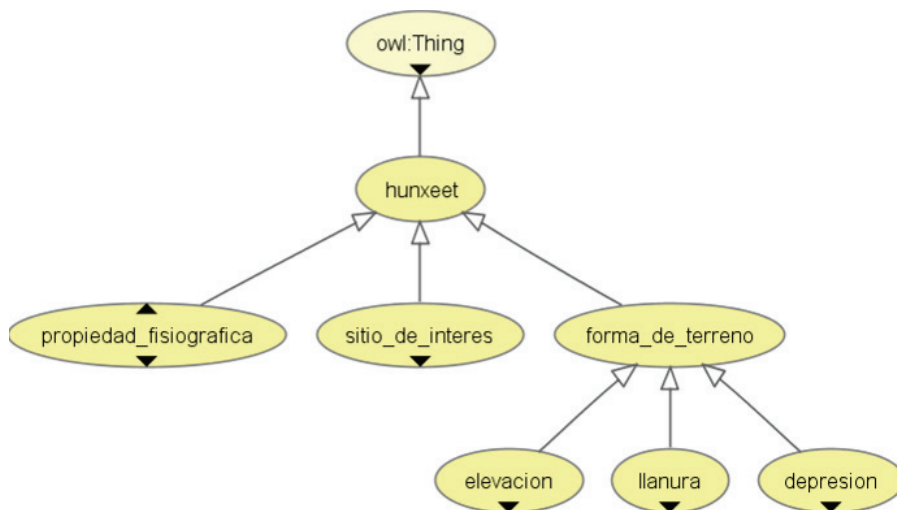 owl:Thing
hunxeet
propiedad_fisiografica
sitio_de_interes
forma_de_terreno
elevacion
llanura
depresion